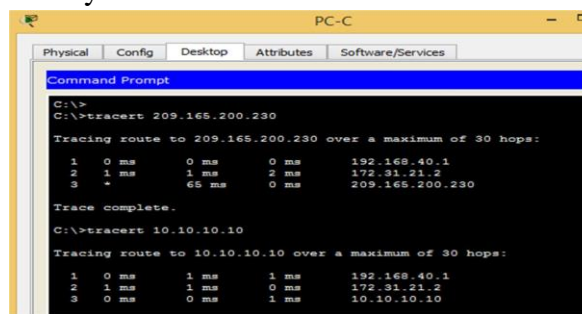 PC-C
Physical Config Desktop Attributes Software/Services
Command Prompt
C:\>
C:\>tracert 209.165.200.230
Tracing route to 209.165.200.230 over a maximum of 30 hops:
1 0 ms 0 ms 0 ms 192.168.40.1
2 1 ms 1 ms 2 ms 172.31.21.2
3 * 65 ms 0 ms 209.165.200.230
Trace complete.
C:\>tracert 10.10.10.10
Tracing route to 10.10.10.10 over a maximum of 30 hops:
1 0 ms 1 ms 1 ms 192.168.40.1
2 1 ms 1 ms 0 ms 172.31.21.2
3 0 ms 0 ms 1 ms 10.10.10.10